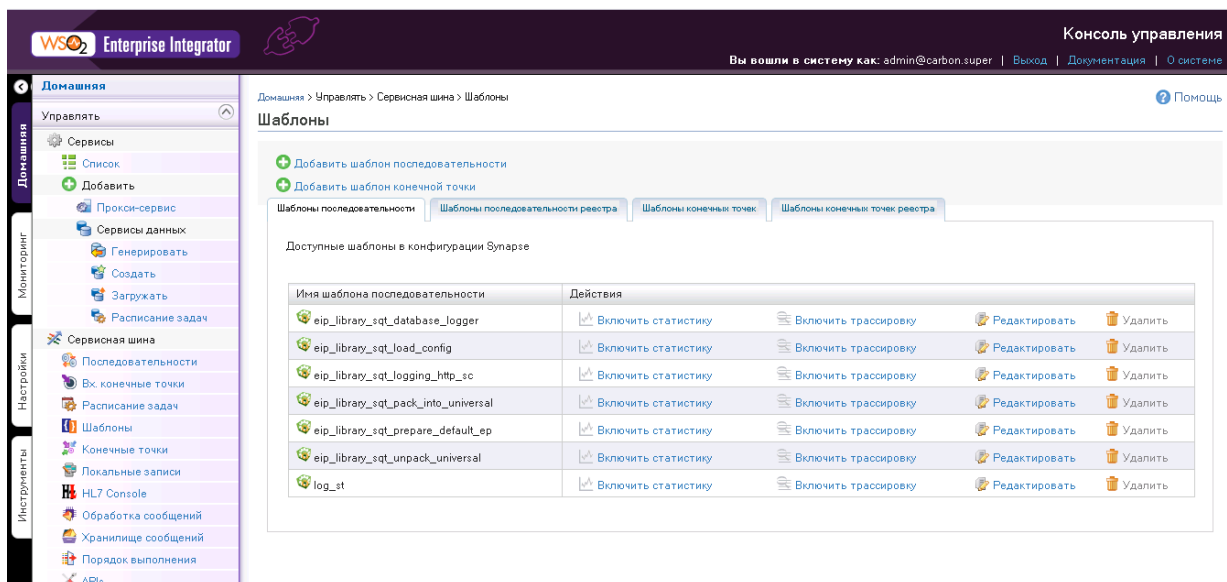 WSO2 Enterprise Integrator
Консоль управления
Вы вошли в систему как: admin@carbon.super | Выход | Документация | О системе
Домашняя
Мониторинг
Настройки
Инструменты
Домашняя
Управлять
Сервисы
Список
Добавить
Прокси-сервис
Сервисы данных
Генерировать
Создать
Загружать
Расписание задач
Сервисная шина
Последовательности
Вх. конечные точки
Расписание задач
Шаблоны
Конечные точки
Локальные записи
HL7 Console
Обработка сообщений
Хранилище сообщений
Порядок выполнения
APIs
Домашняя > Управлять > Сервисная шина > Шаблоны
Помощь
Шаблоны
Добавить шаблон последовательности
Добавить шаблон конечной точки
Шаблоны последовательности Шаблоны последовательности реестра Шаблоны конечных точек Шаблоны конечных точек реестра
Доступные шаблоны в конфигурации Synapse
Имя шаблона последовательности Действия
eip_library_sqt_database_logger Включить статистику Включить трассировку Редактировать Удалить
eip_library_sqt_load_config Включить статистику Включить трассировку Редактировать Удалить
eip_library_sqt_logging_http_sc Включить статистику Включить трассировку Редактировать Удалить
eip_library_sqt_pack_into_universal Включить статистику Включить трассировку Редактировать Удалить
eip_library_sqt_prepare_default_ep Включить статистику Включить трассировку Редактировать Удалить
eip_library_sqt_unpack_universal Включить статистику Включить трассировку Редактировать Удалить
log_st Включить статистику Включить трассировку Редактировать Удалить